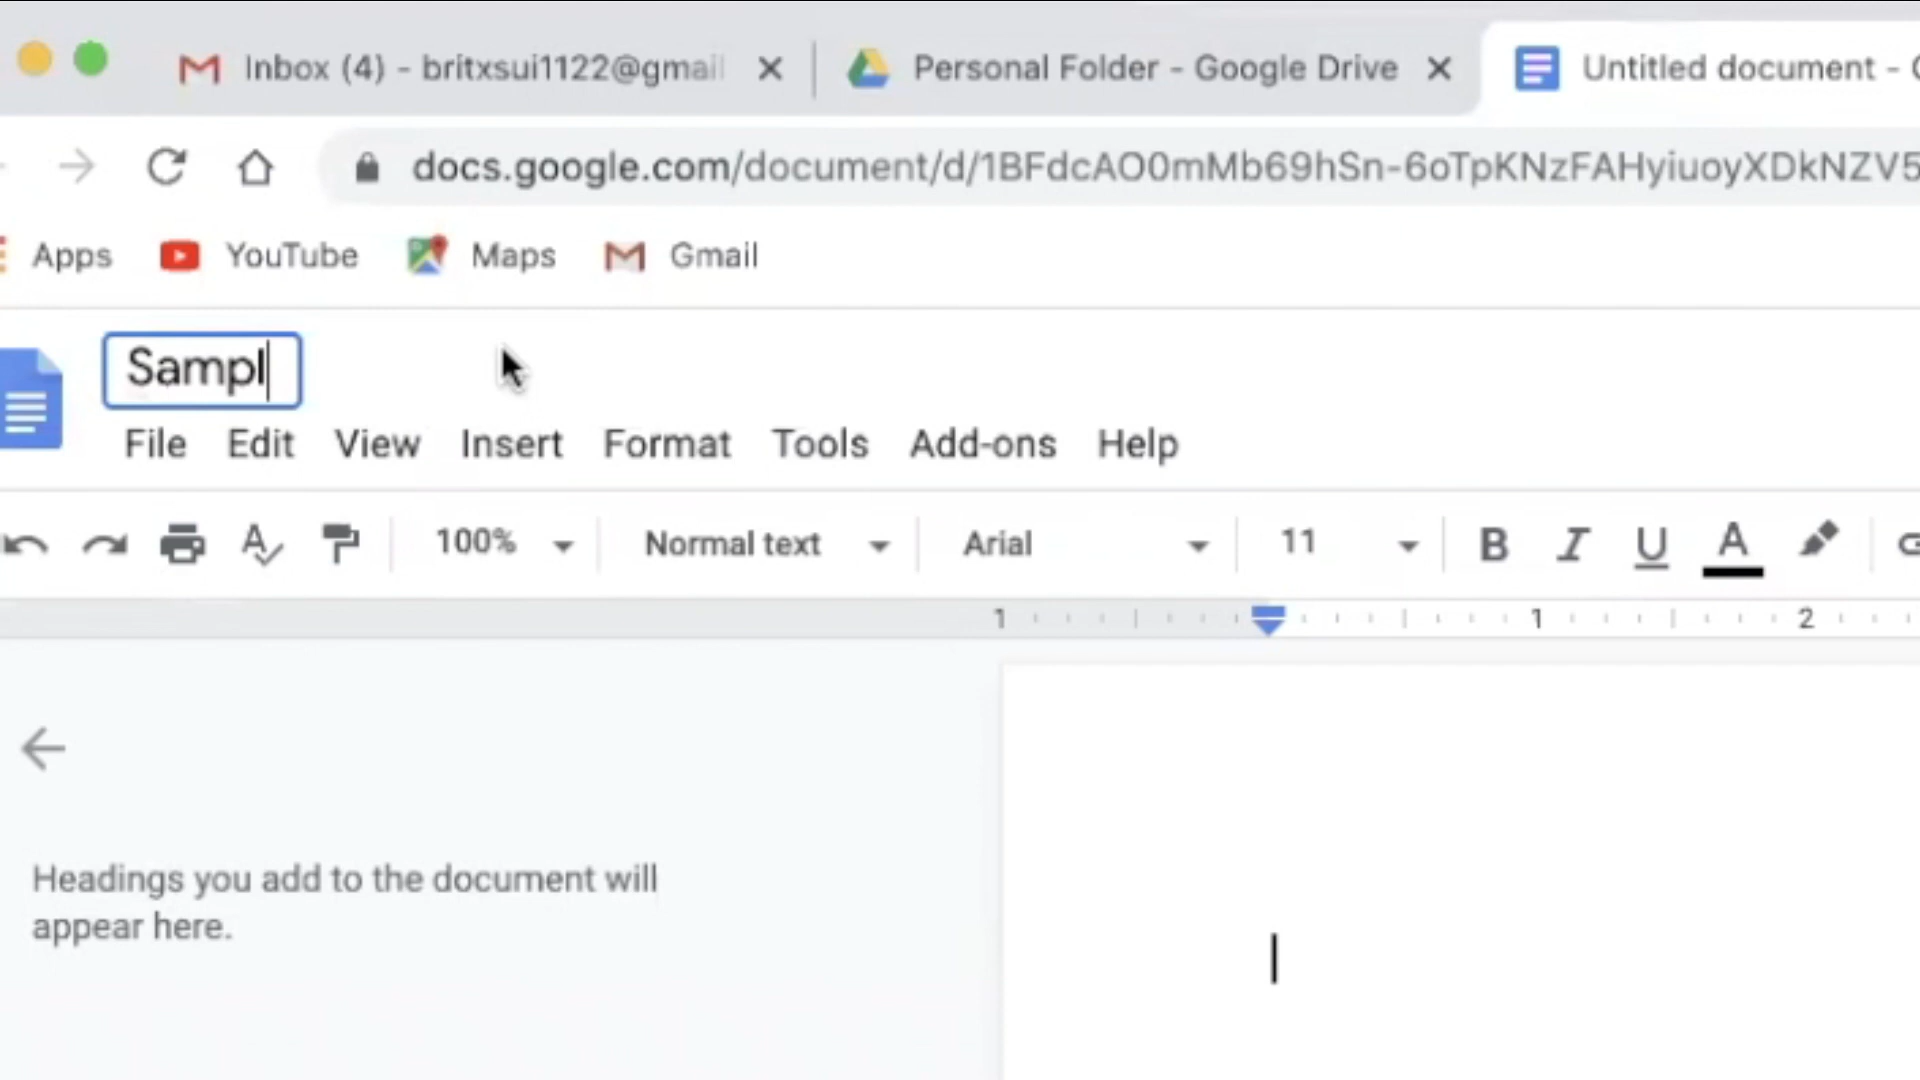 Inbox (4) - britxsui1122@gmail
Personal Folder - Google Drive
Untitled document -
docs.google.com/document/d/1BFdcAO0mMb69hSn-6oTpKNzFAHyiuoyXDkNZV5
Apps YouTube Maps Gmail
Sampl
File Edit View Insert Format Tools Add-ons Help
100% Normal text Arial 11 B I U A
1 1 2
Headings you add to the document will
appear here.